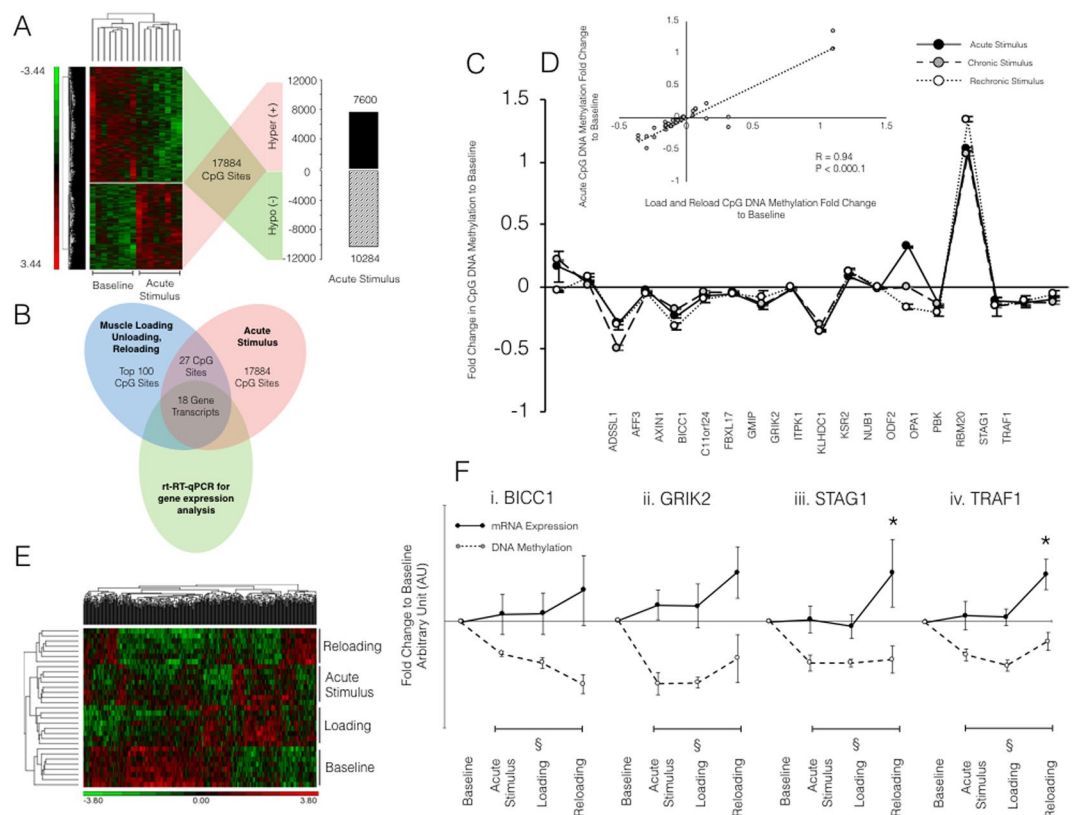 A
-3.44
3.44
Baseline
Acute
Stimulus
17884
CpG Sites
Hyper (+)
Hypo (-)
12000
8000
4000
0
-4000
-8000
-12000
7600
10284
Acute Stimulus
B
Muscle Loading
Unloading,
Reloading
Top 100
CpG Sites
27 CpG
Sites
Acute
Stimulus
17884
CpG Sites
18 Gene
Transcripts
rt-RT-qPCR for
gene expression
analysis
C
Fold Change in CpG DNA Methylation to Baseline
1.5
1
0.5
0
-0.5
-1
ADSSL1
AFF3
AXIN1
BICC1
C11orf24
FBXL17
GMIP
GRIK2
ITPK1
KLHDC1
KSR2
NUB1
ODF2
OPA1
PBK
RBM20
STAG1
TRAF1
D
Acute CpG DNA Methylation Fold Change
to Baseline
1.5
1
0.5
0
-0.5
-1
-0.5
0
0.5
1
1.5
R = 0.94
P < 0.000.1
Load and Reload CpG DNA Methylation Fold Change
to Baseline
Acute Stimulus
Chronic Stimulus
Rechronic Stimulus
E
Reloading
Acute
Stimulus
Loading
Baseline
-3.80
0.00
3.80
F
Fold Change to Baseline
Arbitrary Unit (AU)
i. BICC1
ii. GRIK2
iii. STAG1
iv. TRAF1
mRNA Expression
DNA Methylation
*
*
§
§
§
§
Baseline
Acute
Stimulus
Loading
Reloading
Baseline
Acute
Stimulus
Loading
Reloading
Baseline
Acute
Stimulus
Loading
Reloading
Baseline
Acute
Stimulus
Loading
Reloading